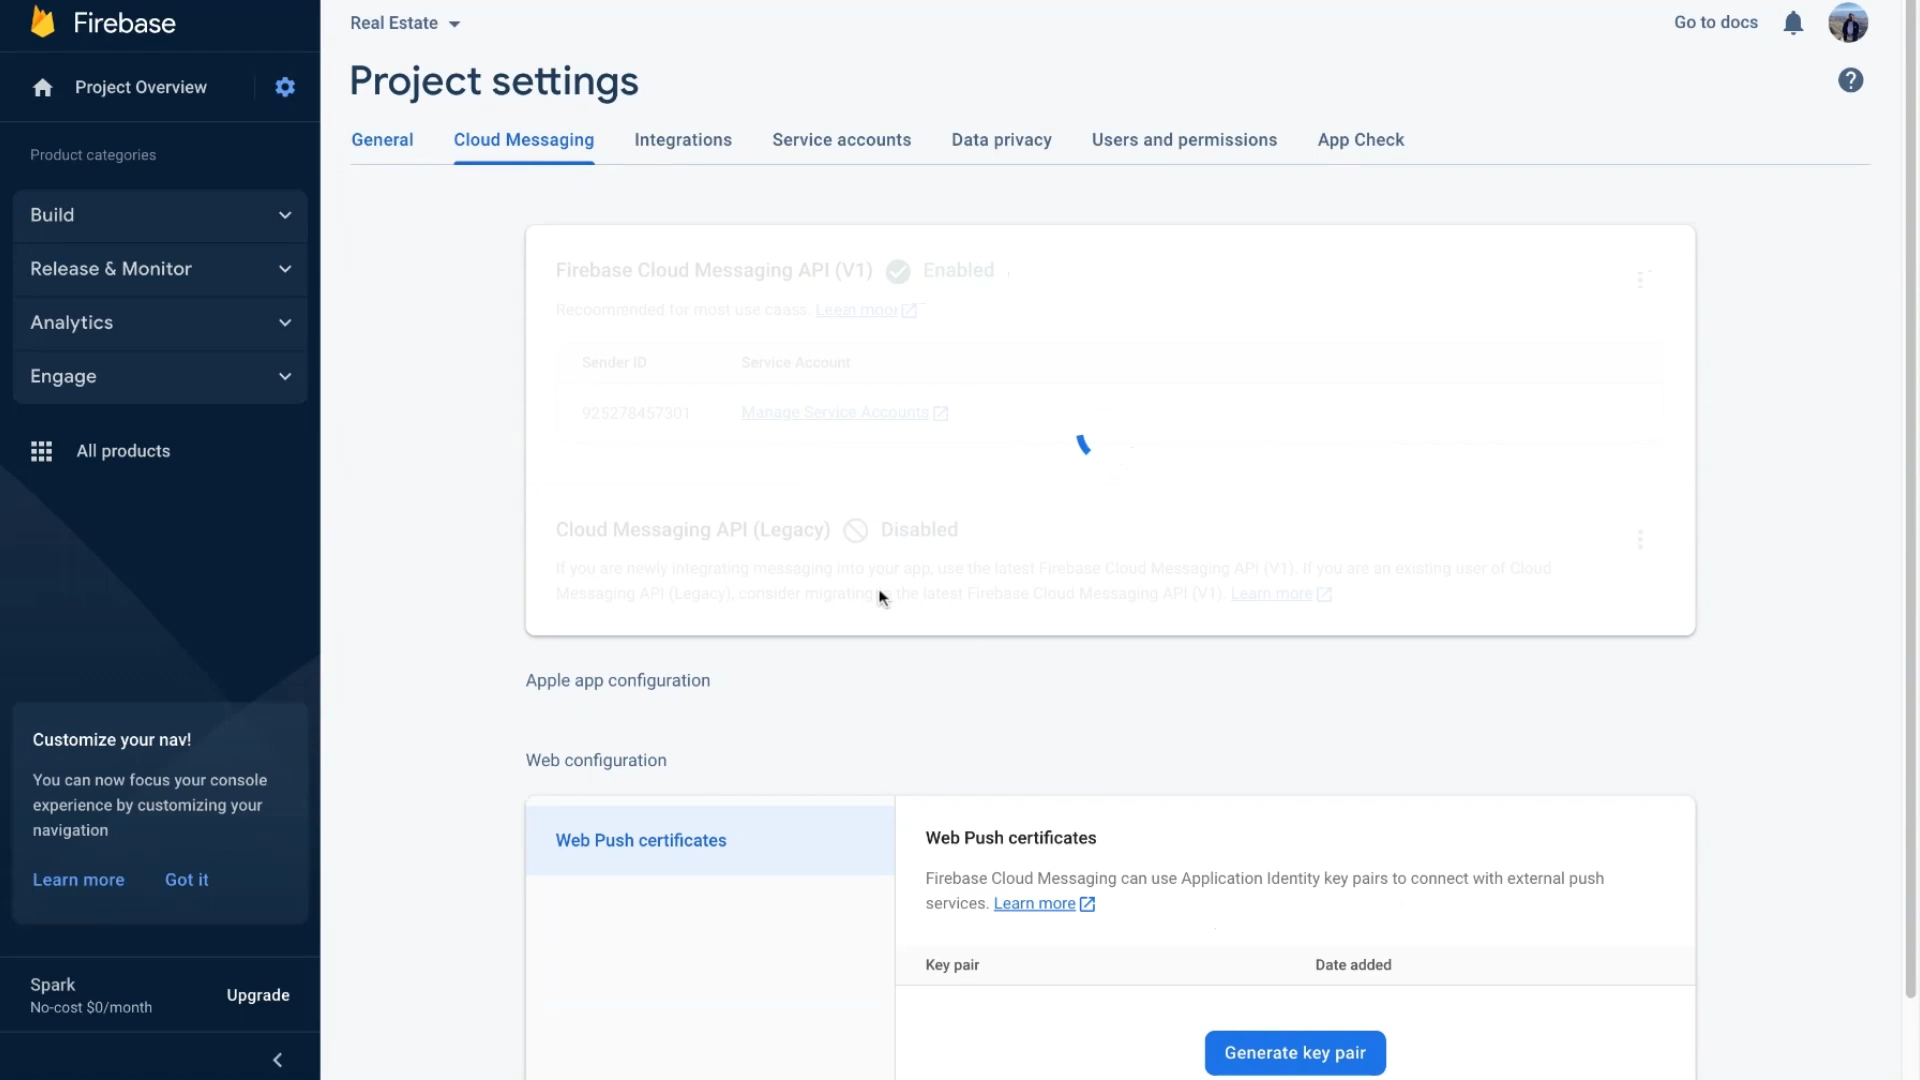 Firebase
Project Overview
Product categories
Build
Release & Monitor
Analytics
Engage
All products
Customize your nav!
You can now focus your console
experience by customizing your
navigation
Learn more Got it
Spark
No-cost $0/month
Upgrade
Real Estate
Go to docs
Project settings
General Cloud Messaging Integrations Service accounts Data privacy Users and permissions App Check
Firebase Cloud Messaging API (V1) Enabled
Recoomrended for most use caass. Leein mooi
Sender ID Service Account
925278457301 Manage Service Accounts
Cloud Messaging API (Legacy) Disabled
If you are newly integrating messaging into your app, use the latest Firebase Cloud Messaging API (V1). If you are an existing user of Cloud
Messaging API (Legacy), consider migrating the latest Firebase Cloud Messaging API (V1). Learn more
Apple app configuration
Web configuration
Web Push certificates
Web Push certificates
Firebase Cloud Messaging can use Application Identity key pairs to connect with external push
services. Learn more
Key pair Date added
Generate key pair